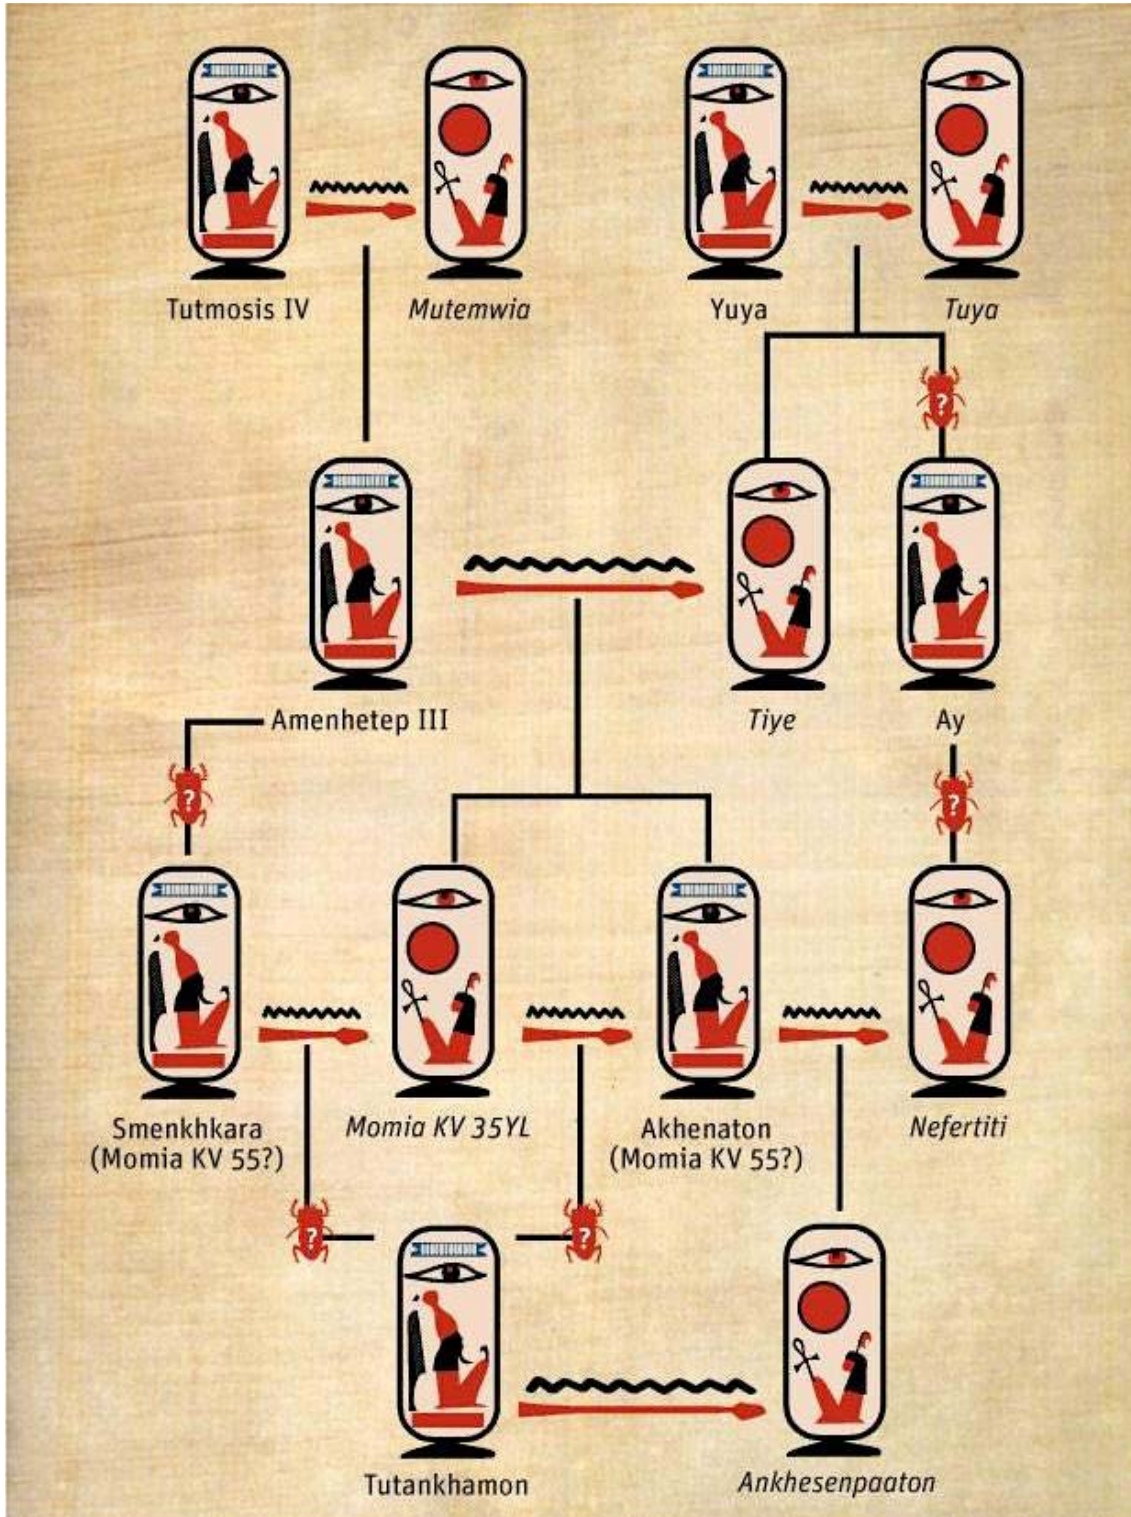 Tutmosis IV
Mutemwia
Yuya
Tuya
?
Amenhetep III
Tiye
Ay
?
?
Smenkhkara
(Momia KV 55?)
Momia KV 35YL
Akhenaton
(Momia KV 55?)
Nefertiti
?
?
Tutankhamon
Ankhesenpaaton